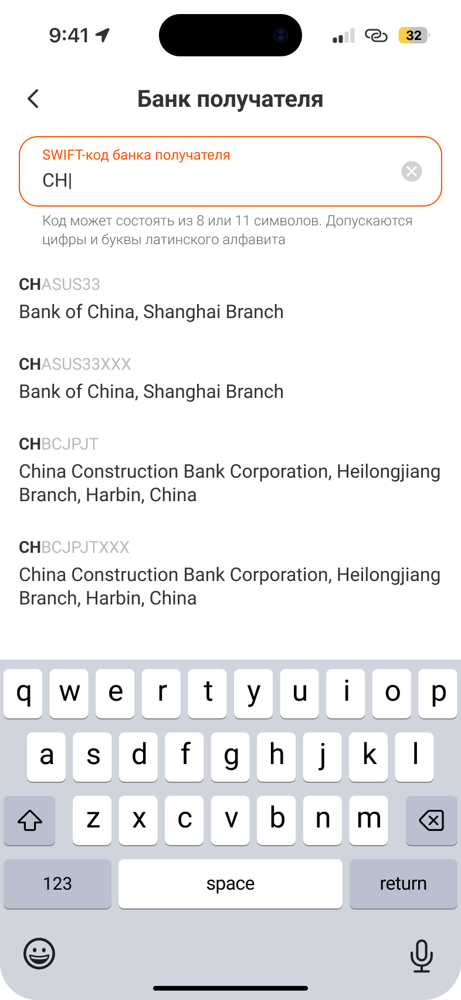 9:41
32
Банк получателя
SWIFT-код банка получателя
CH
Код может состоять из 8 или 11 символов. Допускаются
цифры и буквы латинского алфавита
CHASUS33
Bank of China, Shanghai Branch
CHASUS33XXX
Bank of China, Shanghai Branch
CHBCJPJT
China Construction Bank Corporation, Heilongjiang
Branch, Harbin, China
CHBCJPJTXXX
China Construction Bank Corporation, Heilongjiang
Branch, Harbin, China
q w e r t y u i o p
a s d f g h j k l
z x c v b n m
123 space return